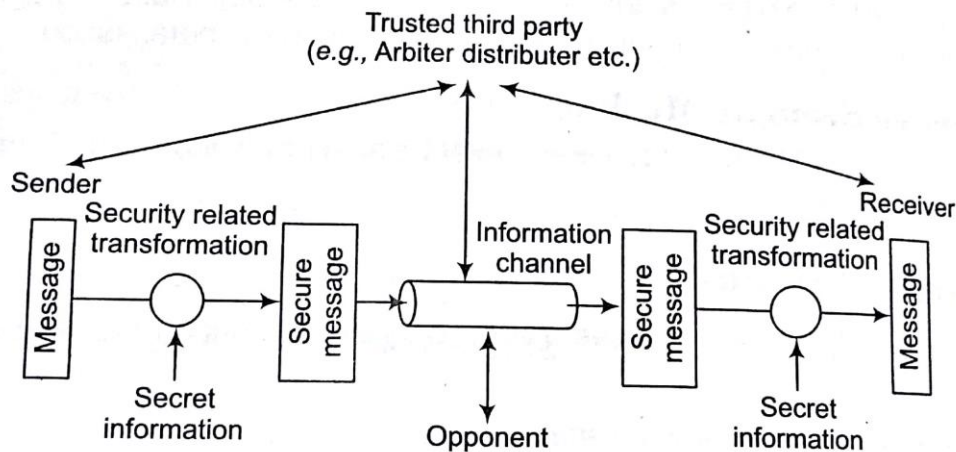 Trusted third party
(e.g., Arbiter distributer etc.)
Sender
Receiver
Security related
transformation
Information
channel
Security related
transformation
Message
Secure
message
Secure
message
Message
Secret
information
Opponent
Secret
information